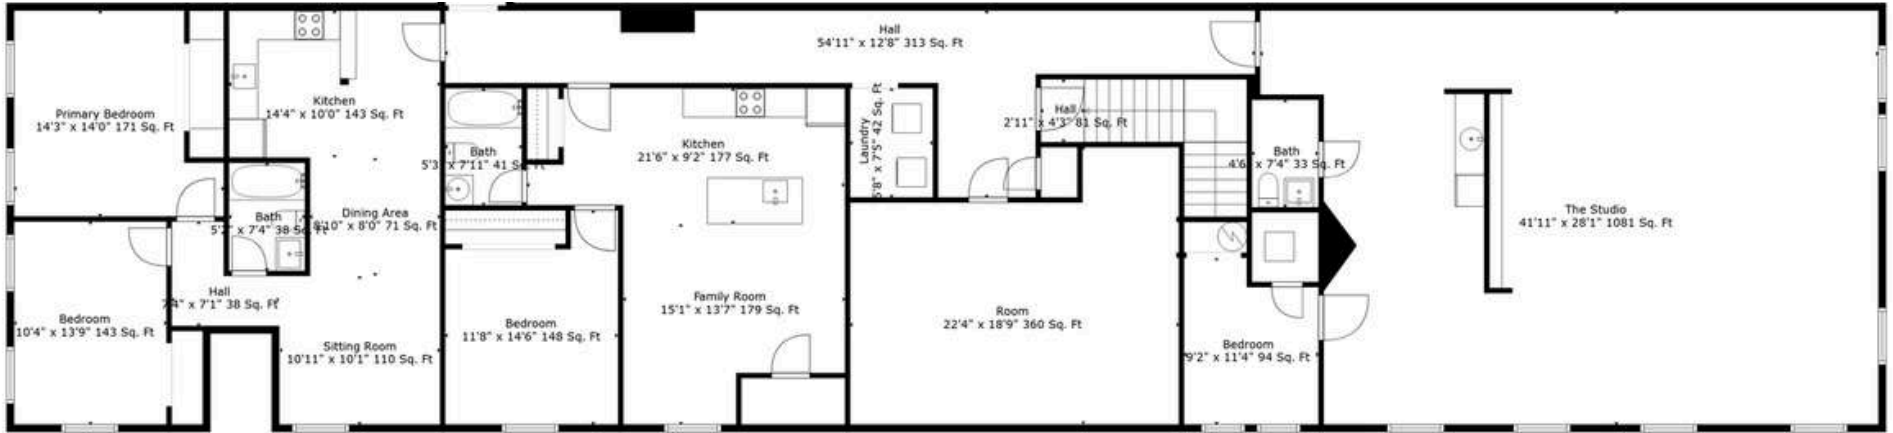 Primary Bedroom
14'3" x 14'0" 171 Sq. Ft
Kitchen
14'4" x 10'0" 143 Sq. Ft
Hall
54'11" x 12'8" 313 Sq. Ft
Bath
5'3" x 7'11" 41 Sq. Ft
Kitchen
21'6" x 9'2" 177 Sq. Ft
Laundry
5'8" x 7'5" 42 Sq. Ft
Hall
2'11" x 4'3" 81 Sq. Ft
Bath
4'6" x 7'4" 33 Sq. Ft
The Studio
41'11" x 28'1" 1081 Sq. Ft
Bath
5'2" x 7'4" 38 Sq. Ft
Dining Area
8'10" x 8'0" 71 Sq. Ft
Hall
7'4" x 7'1" 38 Sq. Ft
Bedroom
10'4" x 13'9" 143 Sq. Ft
Sitting Room
10'11" x 10'1" 110 Sq. Ft
Bedroom
11'8" x 14'6" 148 Sq. Ft
Family Room
15'1" x 13'7" 179 Sq. Ft
Room
22'4" x 18'9" 360 Sq. Ft
Bedroom
9'2" x 11'4" 94 Sq. Ft